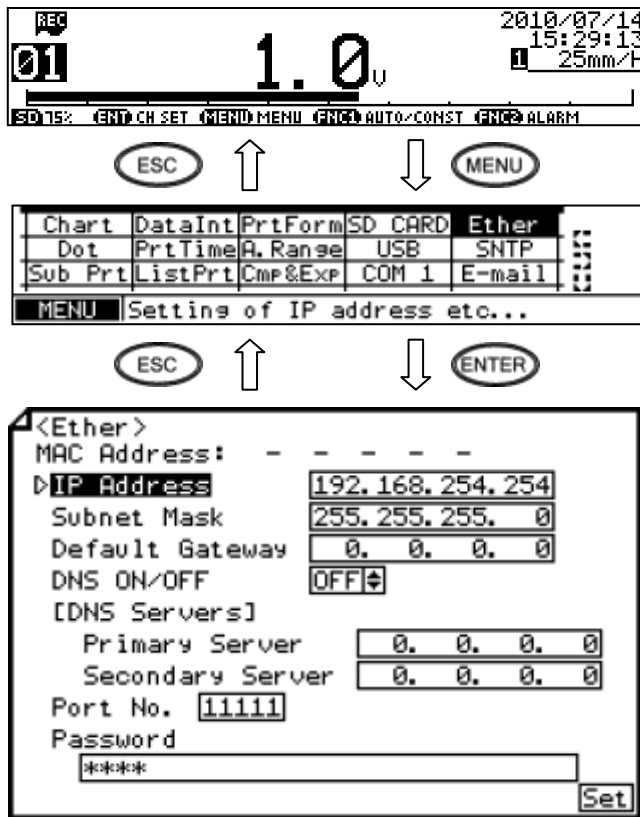 REC
2010/07/14
15:29:13
01 1.0V 1 25mm/H
SD 75% ENT CH SET MENU MENU FNC1 AUTO/CONST FNC2 ALARM
ESC MENU
Chart DataInt PrtForm SD CARD Ether
Dot PrtTime A.Range USB SNTP
Sub Prt ListPrt Cmp&Exp COM 1 E-mail
MENU Setting of IP address etc...
ESC ENTER
<Ether>
MAC Address: - - - - -
IP Address 192.168.254.254
Subnet Mask 255.255.255. 0
Default Gateway 0. 0. 0. 0
DNS ON/OFF OFF
[DNS Servers]
Primary Server 0. 0. 0. 0
Secondary Server 0. 0. 0. 0
Port No. 11111
Password
****
Set